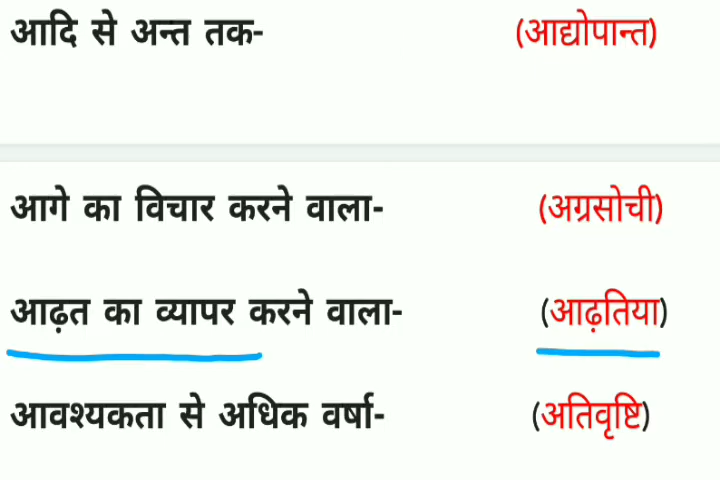 आदि से अन्त तक- (आद्योपान्त)
आगे का विचार करने वाला- (अग्रसोची)
आढ़त का व्यापर करने वाला- (आढ़तिया)
आवश्यकता से अधिक वर्षा- (अतिवृष्टि)